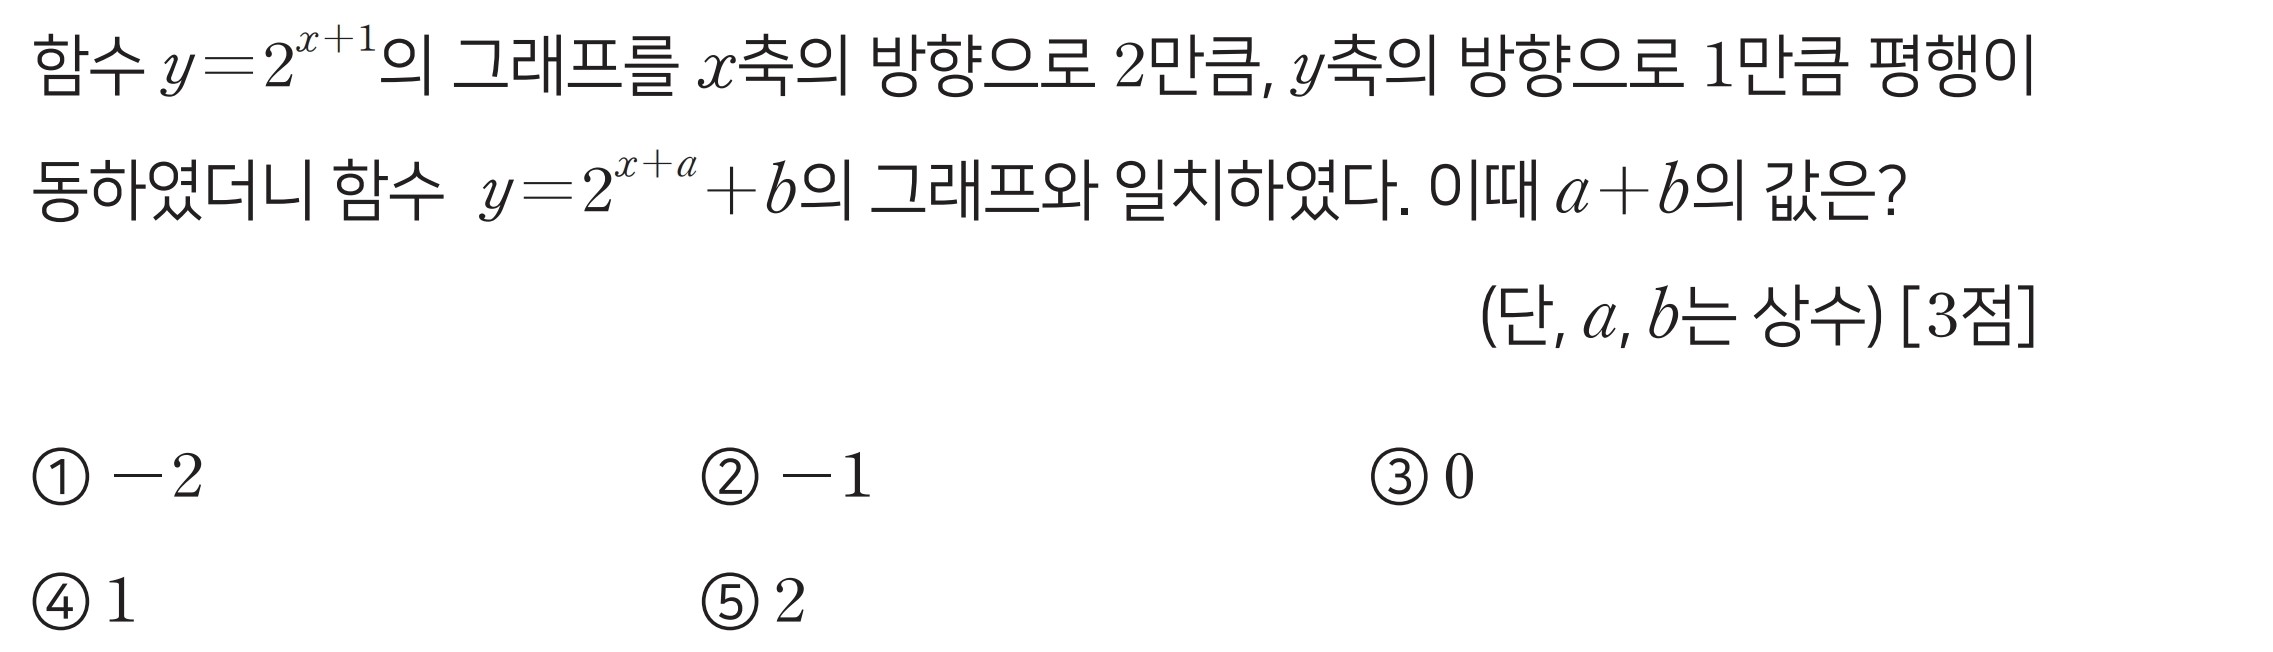 함수 y=2^{x+1}의 그래프를 x축의 방향으로 2만큼, y축의 방향으로 1만큼 평행이
동하였더니 함수 y=2^{x+a}+b의 그래프와 일치하였다. 이때 a+b의 값은?
(단, a, b는 상수) [3점]
① -2 ② -1 ③ 0
④ 1 ⑤ 2